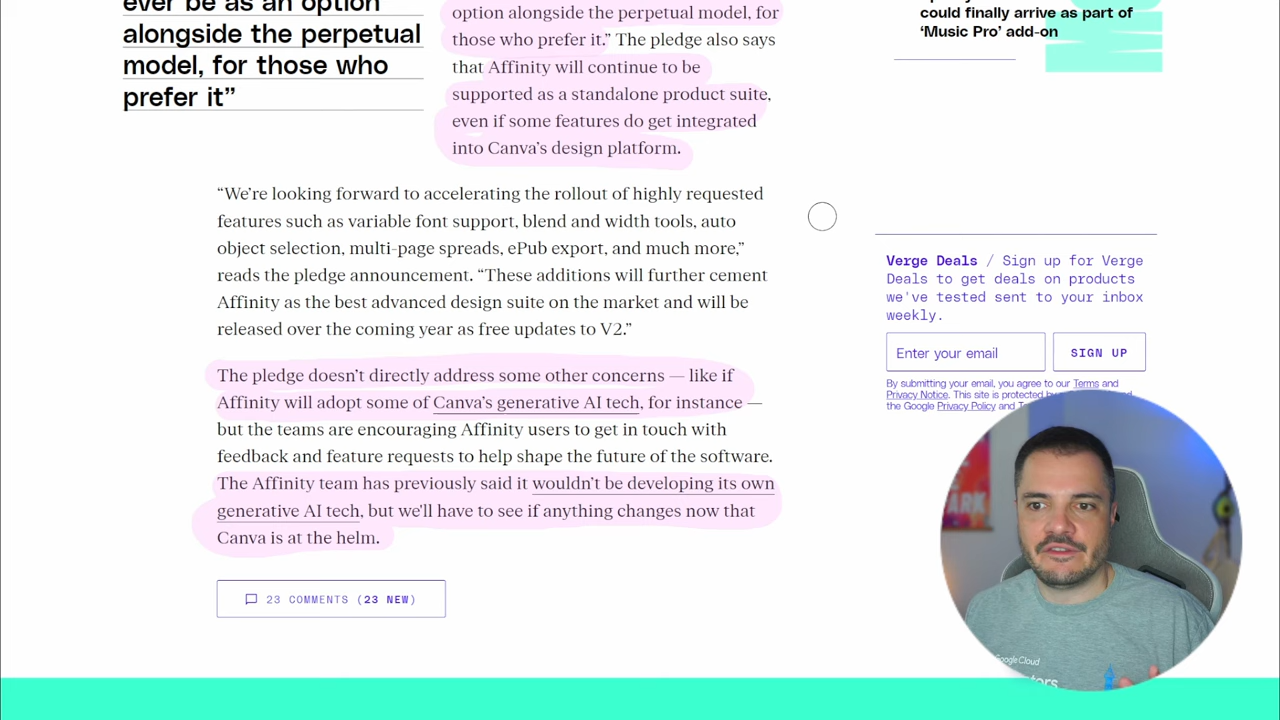 ever be as an option
alongside the perpetual
model, for those who
prefer it”
option alongside the perpetual model, for
those who prefer it.” The pledge also says
that Affinity will continue to be
supported as a standalone product suite,
even if some features do get integrated
into Canva’s design platform.
could finally arrive as part of
‘Music Pro’ add-on
“We’re looking forward to accelerating the rollout of highly requested
features such as variable font support, blend and width tools, auto
object selection, multi-page spreads, ePub export, and much more,”
reads the pledge announcement. “These additions will further cement
Affinity as the best advanced design suite on the market and will be
released over the coming year as free updates to V2.”
The pledge doesn’t directly address some other concerns — like if
Affinity will adopt some of Canva’s generative AI tech, for instance —
but the teams are encouraging Affinity users to get in touch with
feedback and feature requests to help shape the future of the software.
The Affinity team has previously said it wouldn’t be developing its own
generative AI tech, but we’ll have to see if anything changes now that
Canva is at the helm.
23 COMMENTS (23 NEW)
Verge Deals / Sign up for Verge
Deals to get deals on products
we've tested sent to your inbox
weekly.
Enter your email
SIGN UP
By submitting your email, you agree to our Terms and
Privacy Notice. This site is protected
the Google Privacy Policy and
Google Cloud